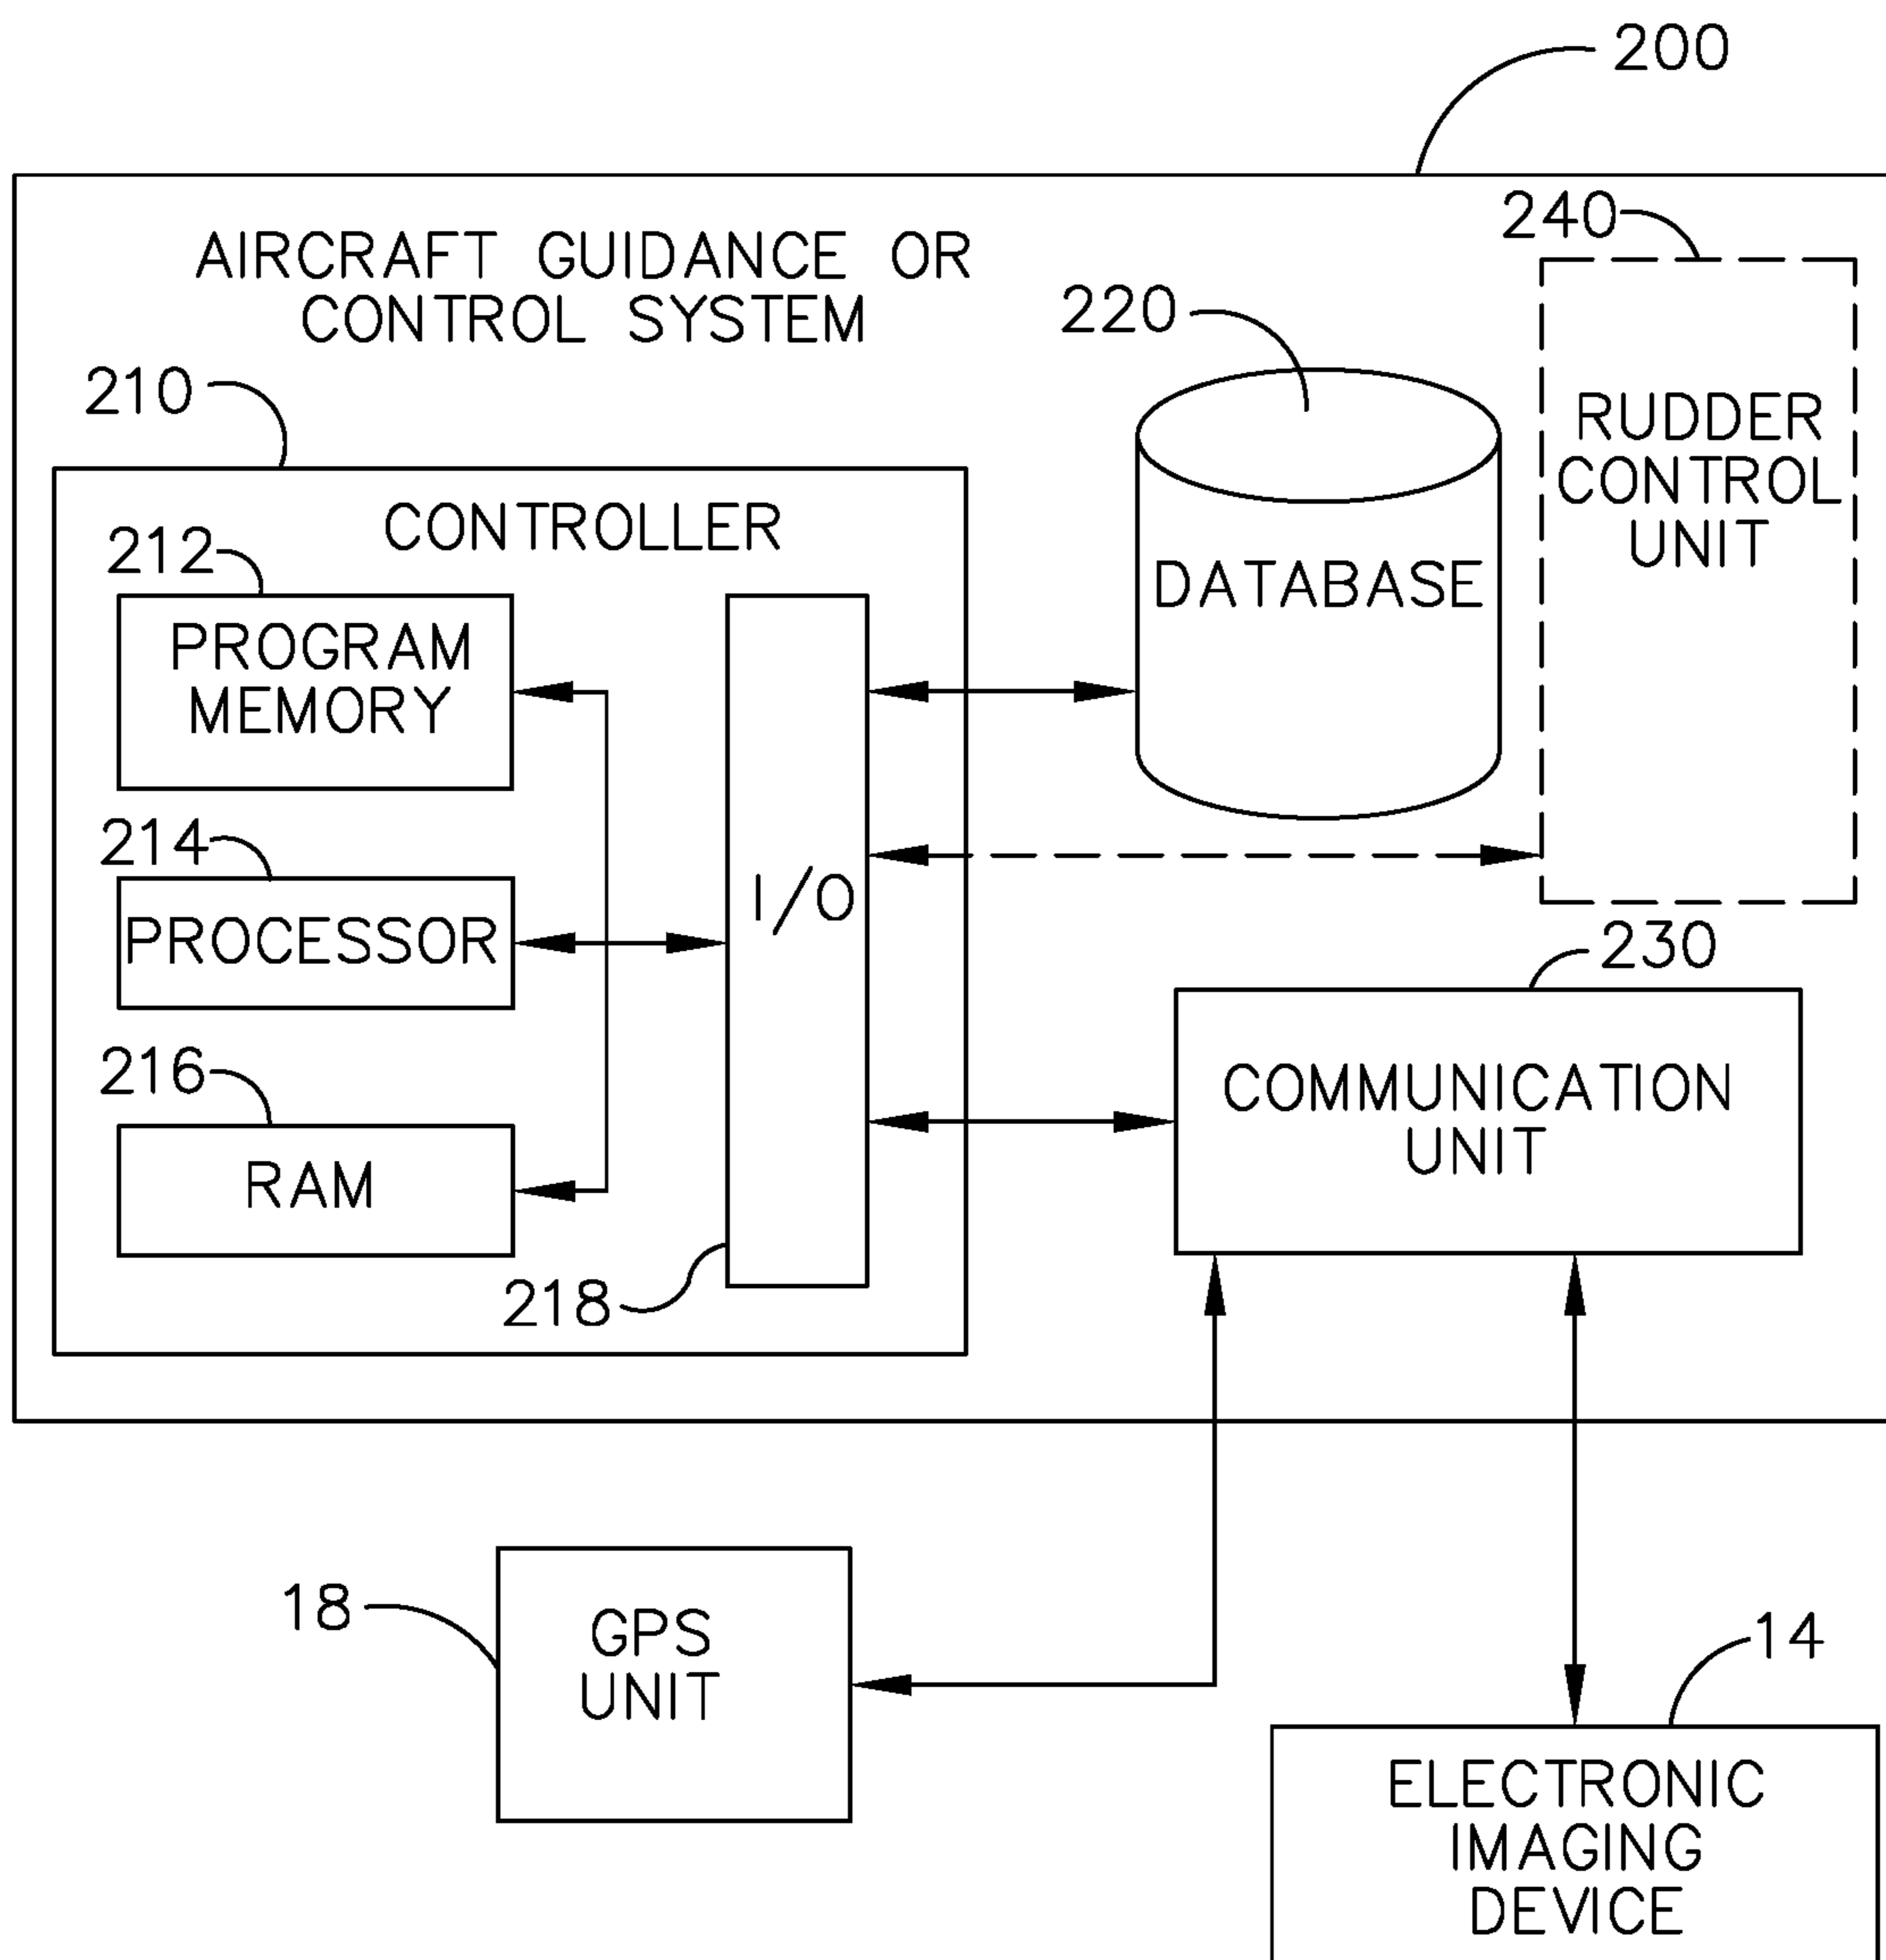 200
240
AIRCRAFT GUIDANCE OR
CONTROL SYSTEM
220
210
RUDDER
CONTROL
UNIT
CONTROLLER
212
DATABASE
PROGRAM
MEMORY
214
I/O
PROCESSOR
230
216
COMMUNICATION
UNIT
RAM
218
18
GPS
UNIT
14
ELECTRONIC
IMAGING
DEVICE